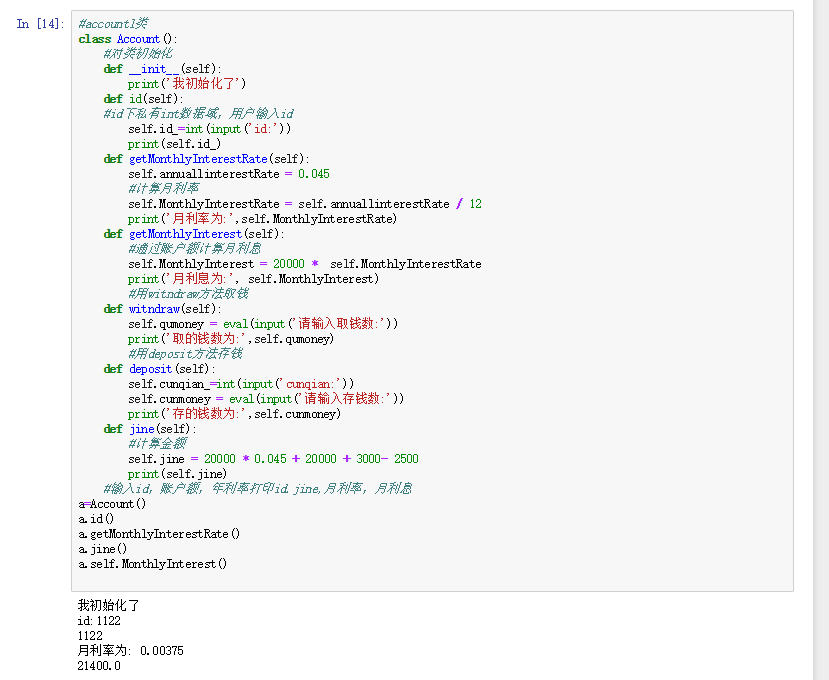 In [14]:
#account1类
class Account():
    #对类初始化
    def __init__(self):
        print('我初始化了')
    def id(self):
    #id下私有int数据域，用户输入id
        self.id_=int(input('id:'))
        print(self.id_)
    def getMonthlyInterestRate(self):
        self.annuallinterestRate = 0.045
        #计算月利率
        self.MonthlyInterestRate = self.annuallinterestRate / 12
        print('月利率为:',self.MonthlyInterestRate)
    def getMonthlyInterest(self):
        #通过账户额计算月利息
        self.MonthlyInterest = 20000 *  self.MonthlyInterestRate
        print('月利息为:', self.MonthlyInterest)
        #用witndraw方法取钱
    def witndraw(self):
        self.qumoney = eval(input('请输入取钱数:'))
        print('取的钱数为:',self.qumoney)
        #用deposit方法存钱
    def deposit(self):
        self.cunqian_=int(input('cunqian:'))
        self.cunmoney = eval(input('请输入存钱数:'))
        print('存的钱数为:',self.cunmoney)
    def jine(self):
        #计算金额
        self.jine = 20000 * 0.045 + 20000 + 3000- 2500
        print(self.jine)
    #输入id，账户额，年利率打印id.jine,月利率，月利息
a=Account()
a.id()
a.getMonthlyInterestRate()
a.jine()
a.self.MonthlyInterest()
我初始化了
id:1122
1122
月利率为: 0.00375
21400.0